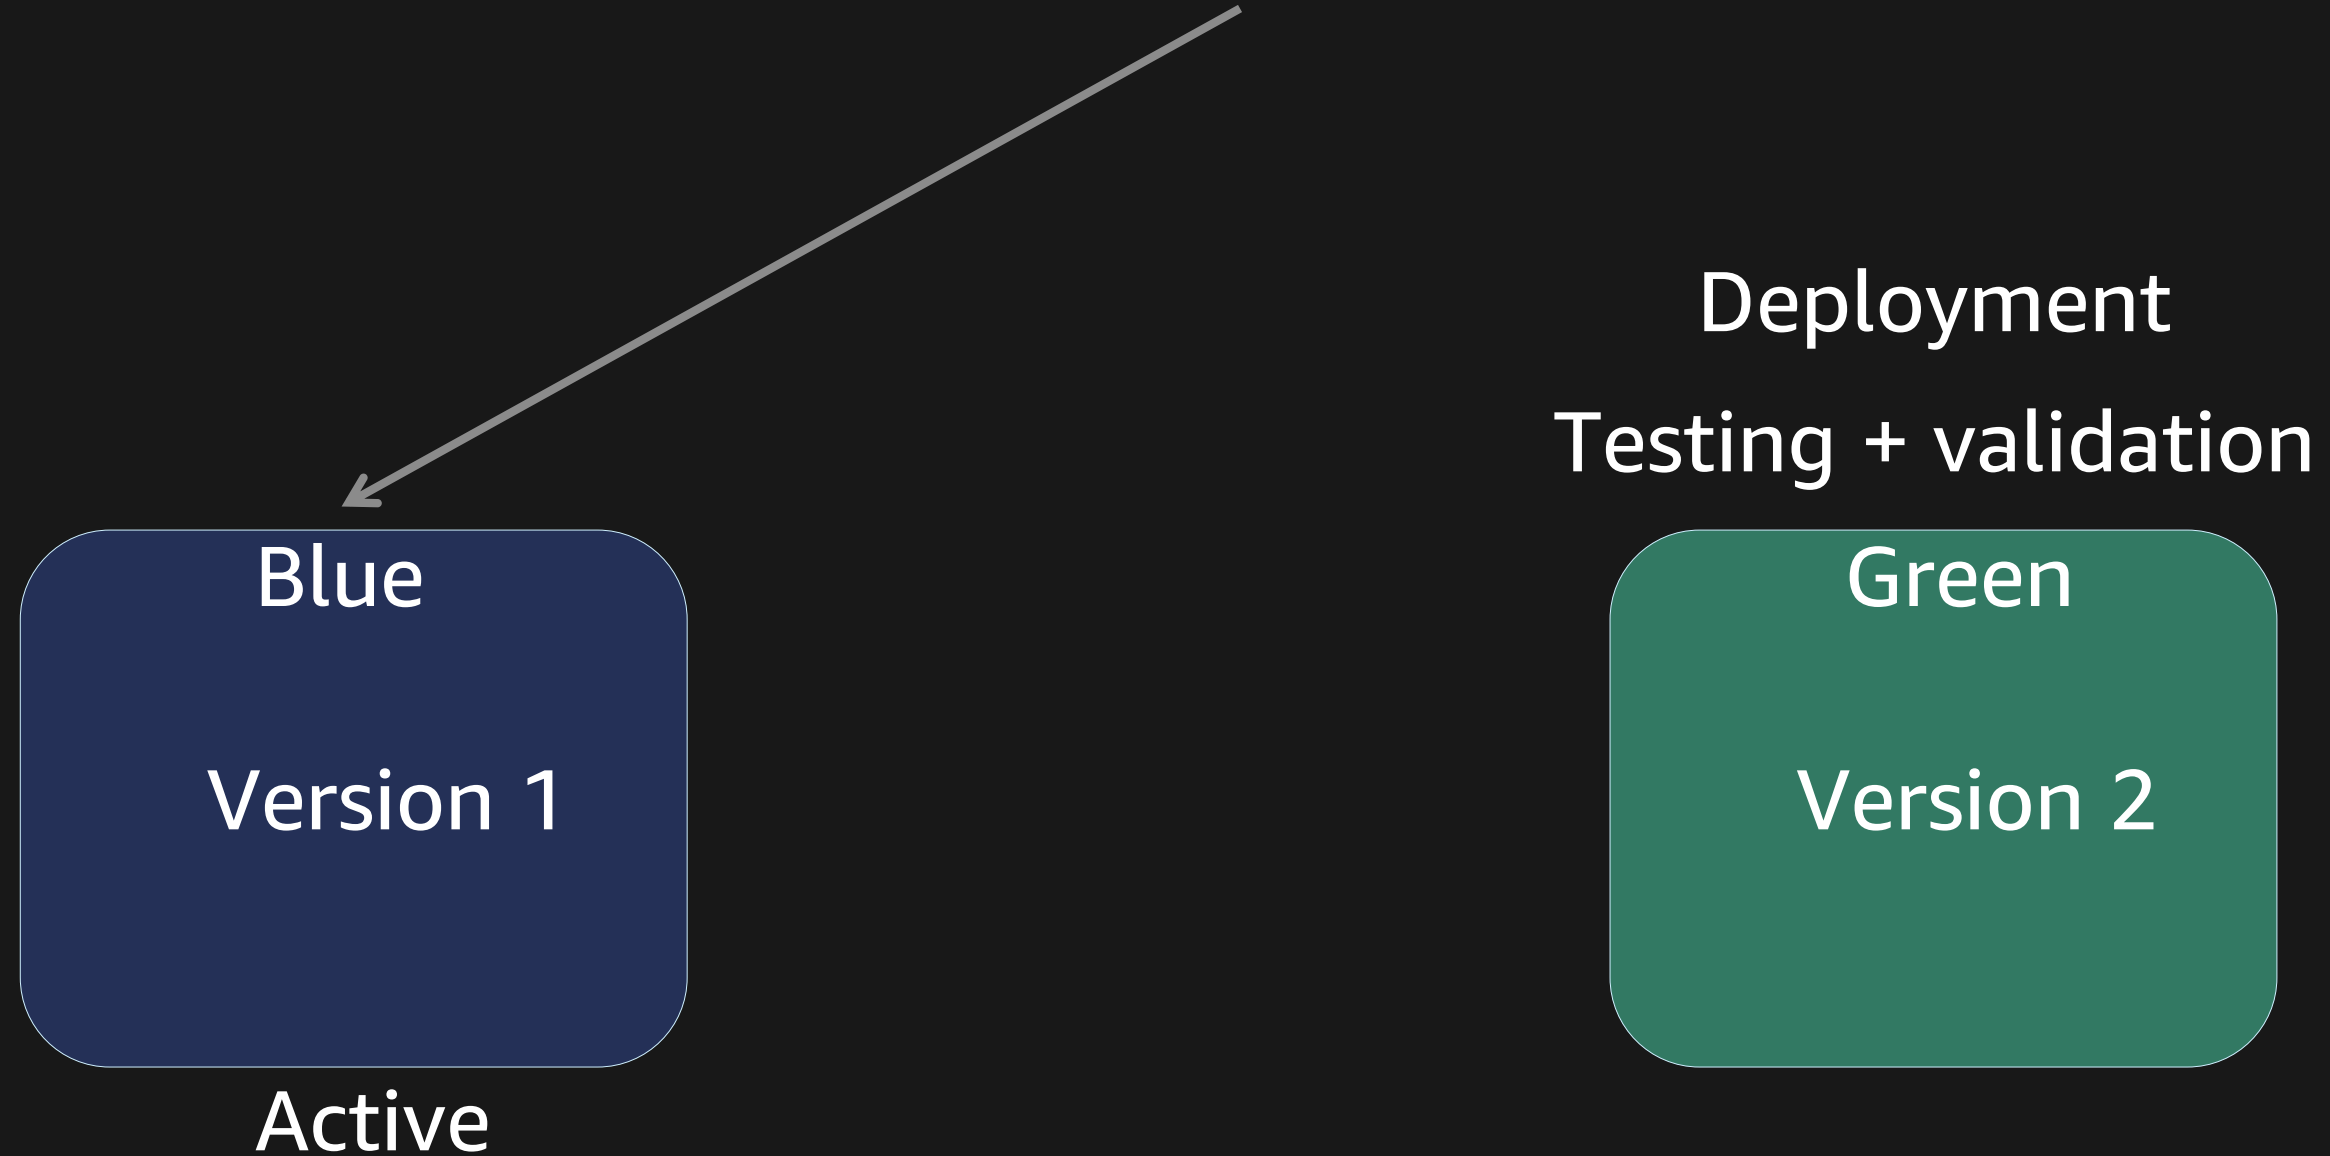 Deployment
Testing + validation
Blue
Version 1
Active
Green
Version 2